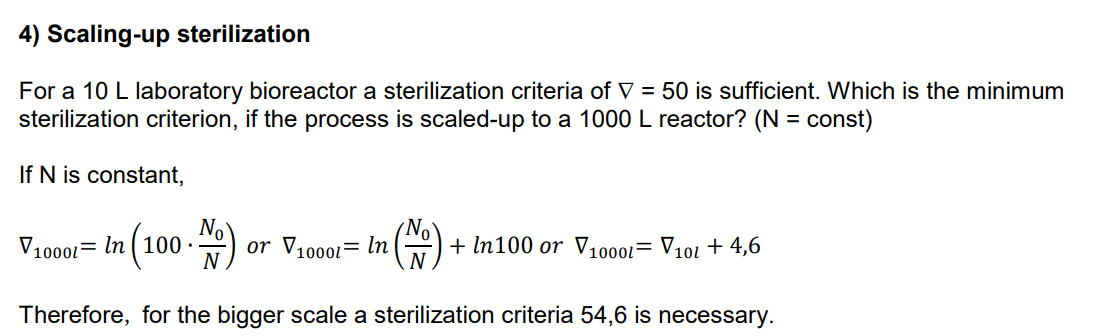 4) Scaling-up sterilization
For a 10 L laboratory bioreactor a sterilization criteria of ∇ = 50 is sufficient. Which is the minimum
sterilization criterion, if the process is scaled-up to a 1000 L reactor? (N = const)
If N is constant,
∇₁₀₀₀ₗ= ln (100 · N₀/N) or ∇₁₀₀₀ₗ= ln (N₀/N) + ln100 or ∇₁₀₀₀ₗ= ∇₁₀ₗ + 4,6
Therefore, for the bigger scale a sterilization criteria 54,6 is necessary.